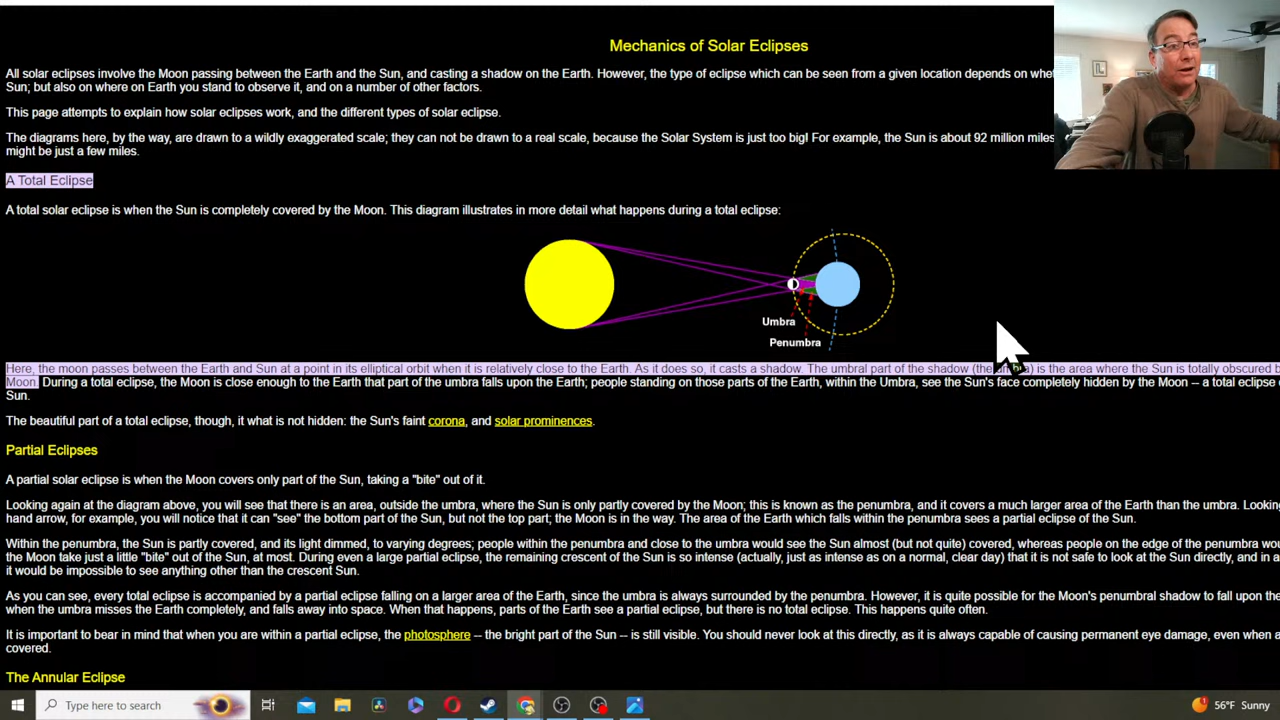 Mechanics of Solar Eclipses
All solar eclipses involve the Moon passing between the Earth and the Sun, and casting a shadow on the Earth. However, the type of eclipse which can be seen from a given location depends on
Sun; but also on where on Earth you stand to observe it, and on a number of other factors.
This page attempts to explain how solar eclipses work, and the different types of solar eclipse.
The diagrams here, by the way, are drawn to a wildly exaggerated scale; they can not be drawn to a real scale, because the Solar System is just too big! For example, the Sun is about 92 million miles
might be just a few miles.
A Total Eclipse
A total solar eclipse is when the Sun is completely covered by the Moon. This diagram illustrates in more detail what happens during a total eclipse:
Umbra
Penumbra
Here, the moon passes between the Earth and Sun at a point in its elliptical orbit when it is relatively close to the Earth. As it does so, it casts a shadow. The umbral part of the shadow (the is the area where the Sun is totally obscured
Moon. During a total eclipse, the Moon is close enough to the Earth that part of the umbra falls upon the Earth; people standing on those parts of the Earth, within the Umbra, see the Sun's face completely hidden by the Moon -- a total eclipse
Sun.
The beautiful part of a total eclipse, though, it what is not hidden: the Sun's faint corona, and solar prominences.
Partial Eclipses
A partial solar eclipse is when the Moon covers only part of the Sun, taking a "bite" out of it.
Looking again at the diagram above, you will see that there is an area, outside the umbra, where the Sun is only partly covered by the Moon; this is known as the penumbra, and it covers a much larger area of the Earth than the umbra.
hand arrow, for example, you will notice that it can "see" the bottom part of the Sun, but not the top part; the Moon is in the way. The area of the Earth which falls within the penumbra sees a partial eclipse of the Sun.
Within the penumbra, the Sun is partly covered, and its light dimmed, to varying degrees; people within the penumbra and close to the umbra would see the Sun almost (but not quite) covered, whereas people on the edge of the penumbra
the Moon take just a little "bite" out of the Sun, at most. During even a large partial eclipse, the remaining crescent of the Sun is so intense (actually, just as intense as on a normal, clear day) that it is not safe to look at the Sun directly, and in
it would be impossible to see anything other than the crescent Sun.
As you can see, every total eclipse is accompanied by a partial eclipse falling on a larger area of the Earth, since the umbra is always surrounded by the penumbra. However, it is quite possible for the Moon's penumbral shadow to fall upon the
when the umbra misses the Earth completely, and falls away into space. When that happens, parts of the Earth see a partial eclipse, but there is no total eclipse. This happens quite often.
It is important to bear in mind that when you are within a partial eclipse, the photosphere -- the bright part of the Sun -- is still visible. You should never look at this directly, as it is always capable of causing permanent eye damage, even when
covered.
The Annular Eclipse
Type here to search
56°F Sunny